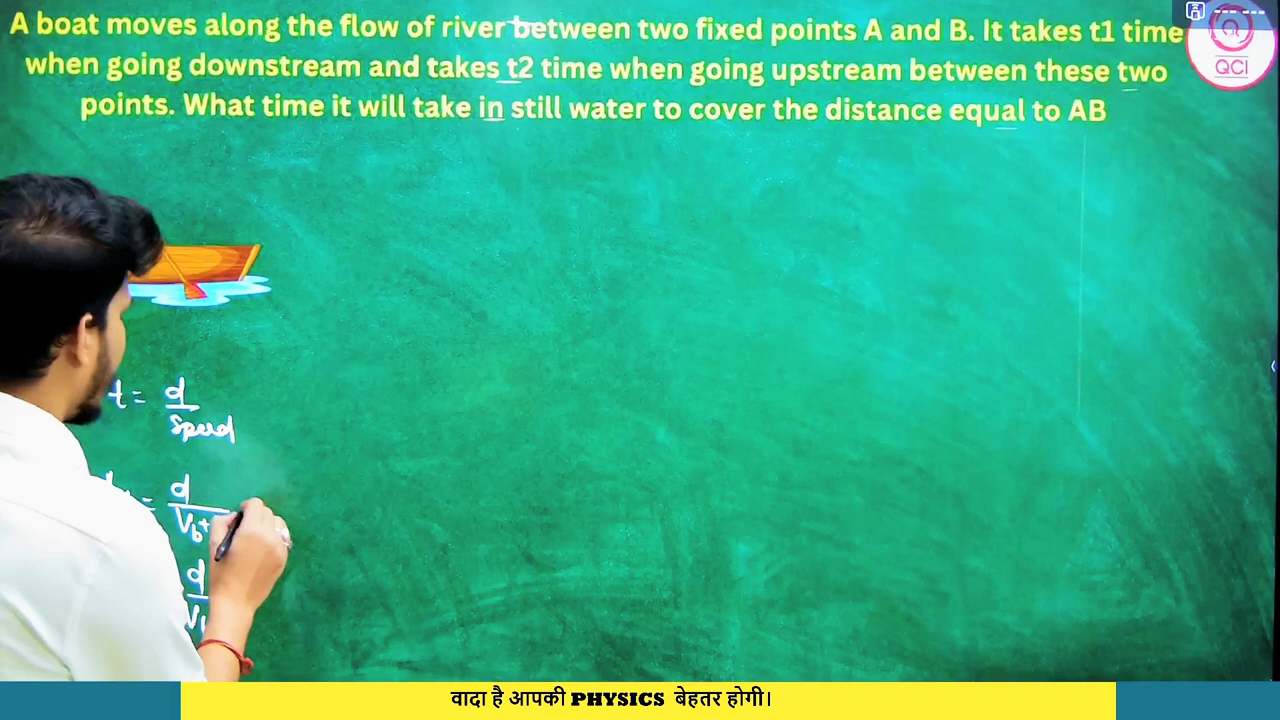 A boat moves along the flow of river between two fixed points A and B. It takes t1 time
when going downstream and takes t2 time when going upstream between these two
points. What time it will take in still water to cover the distance equal to AB
QCI
t = d
speed
= d
Vb+
d
वादा है आपकी PHYSICS बेहतर होगी।